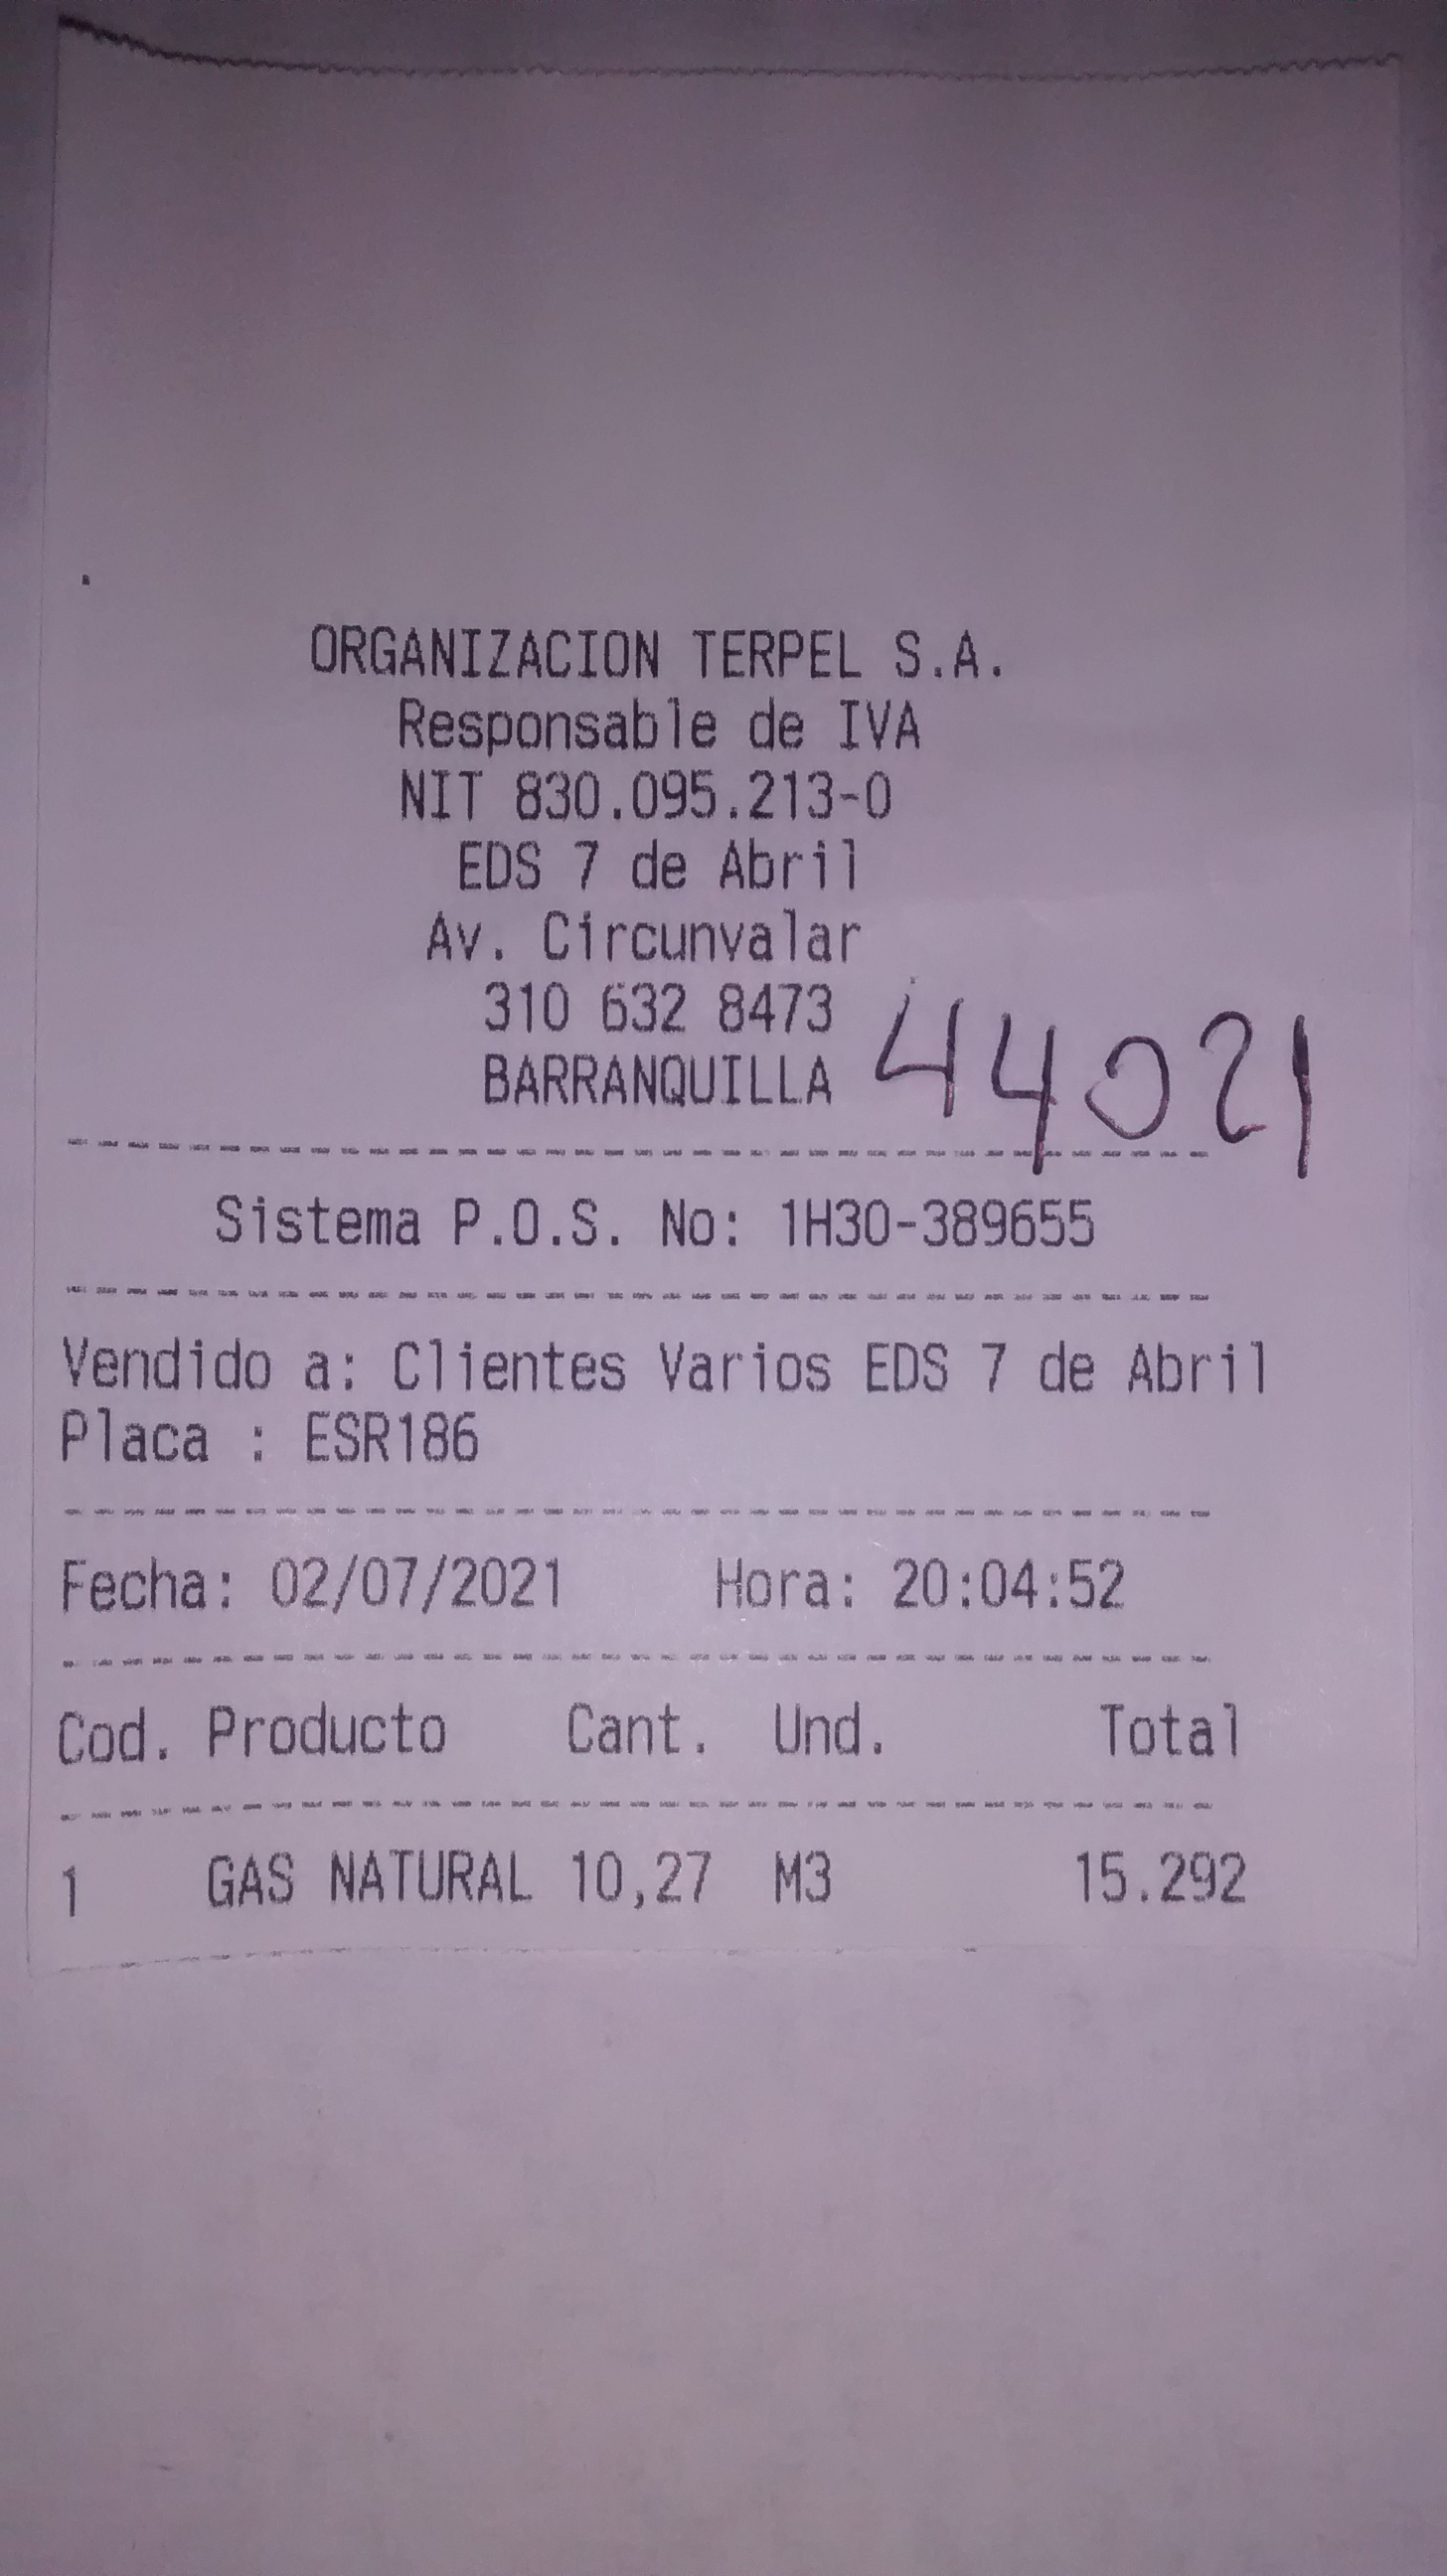 ORGANIZACION TERPEL S.A.
Responsable de IVA
NIT 830.095.213-0
EDS 7 de Abril
Av. Circunvalar
310 632 8473
BARRANQUILLA 44021
Sistema P.O.S. No: 1H30-389655
Vendido a: Clientes Varios EDS 7 de Abril
Placa : ESR186
Fecha: 02/07/2021 Hora: 20:04:52
Cod. Producto Cant. Und. Total
1 GAS NATURAL 10,27 M3 15.292